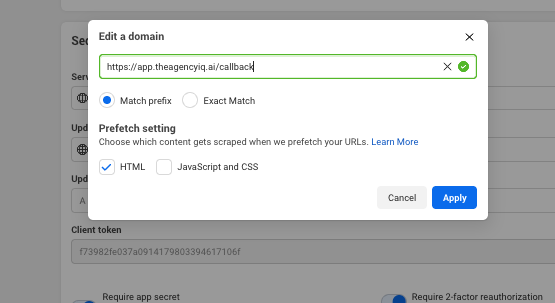 Sec
Edit a domain
https://app.theagencyiq.ai/callback
Serv
Match prefix
Exact Match
Upd
Prefetch setting
Choose which content gets scraped when we prefetch your URLs. Learn More
HTML
JavaScript and CSS
Upd
A
Cancel
Apply
Client token
f73982fe037a0914179803394617106f
Require app secret
Require 2-factor reauthorization